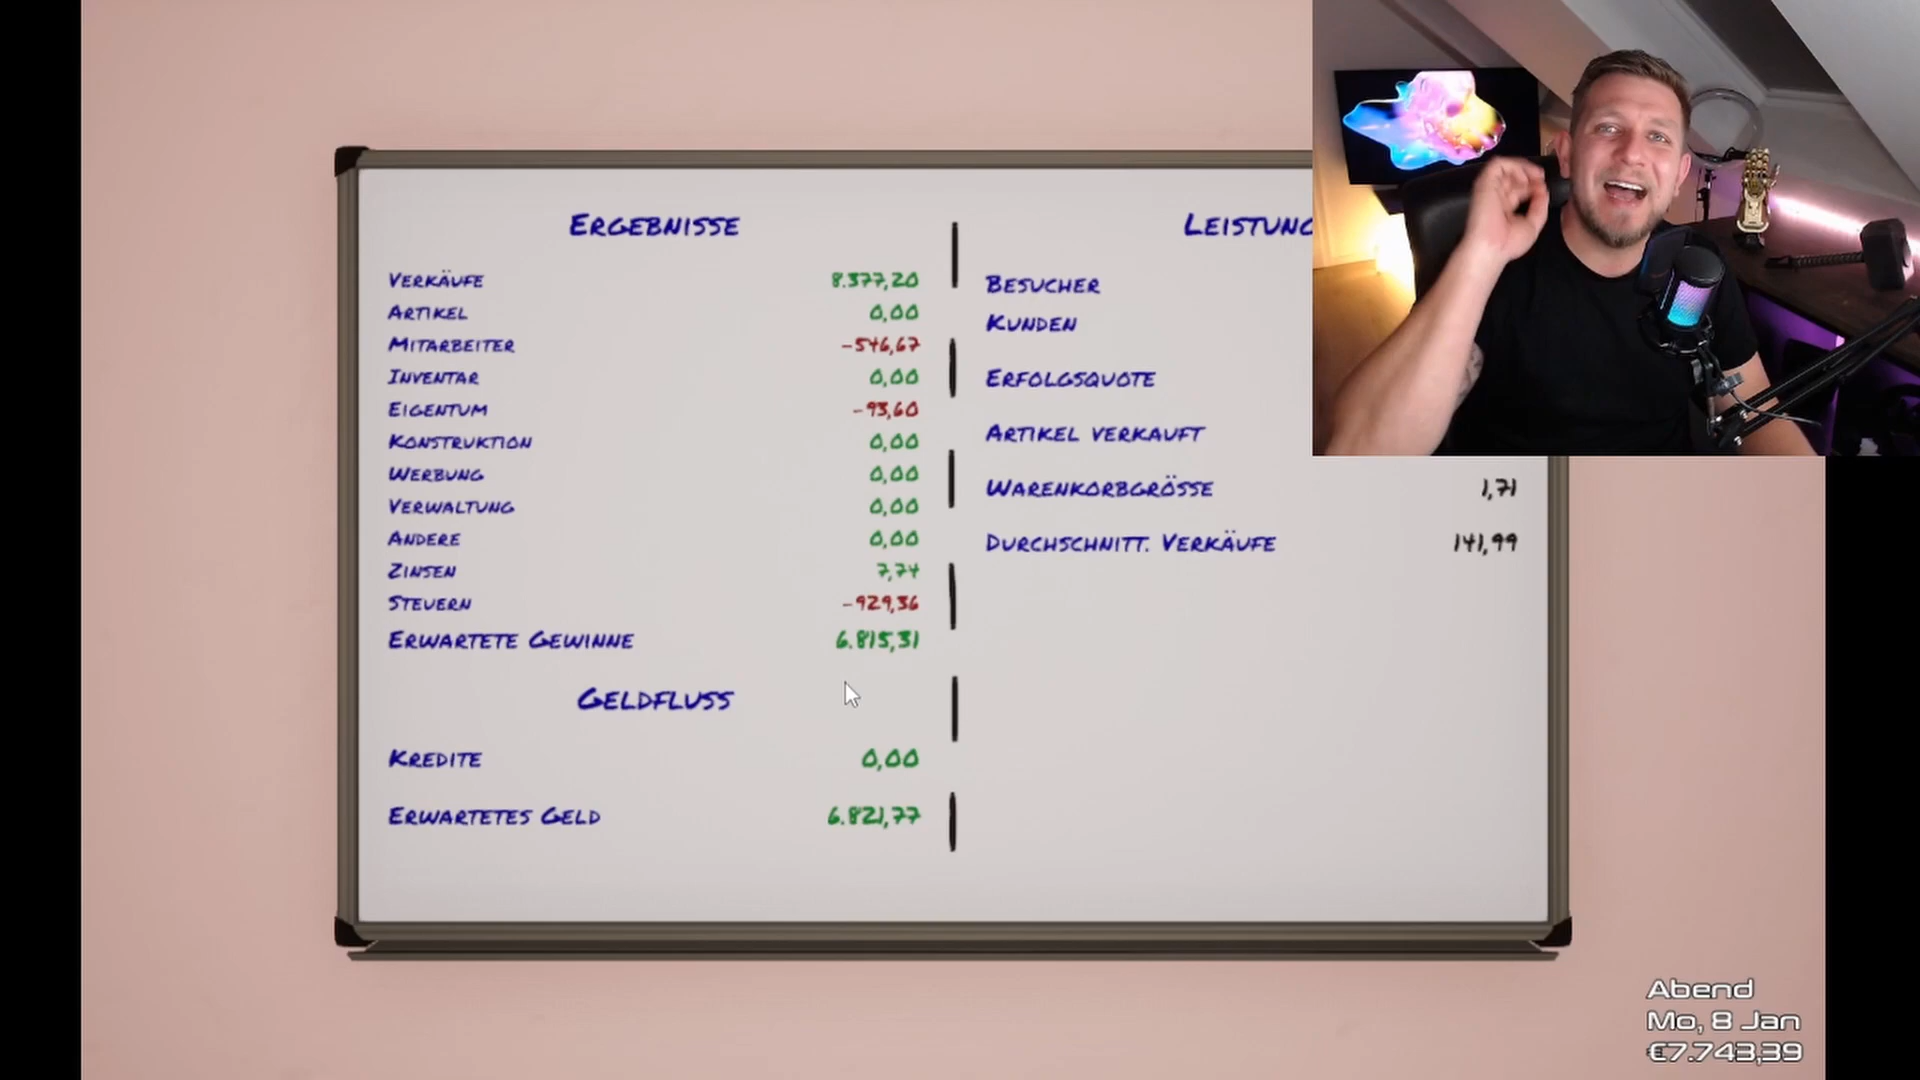 Ergebnisse
Verkäufe 8.377,20
Artikel 0,00
Mitarbeiter -546,67
Inventar 0,00
Eigentum -93,60
Konstruktion 0,00
Werbung 0,00
Verwaltung 0,00
Andere 0,00
Zinsen 7,74
Steuern -929,36
Erwartete Gewinne 6.815,31
Geldfluss
Kredite 0,00
Erwartetes Geld 6.821,77
Leistung
Besucher
Kunden
Erfolgsquote
Artikel verkauft
Warenkorbgrösse 1,71
Durchschnitt. Verkäufe 141,99
Abend
Mo, 8 Jan
€7.743,39